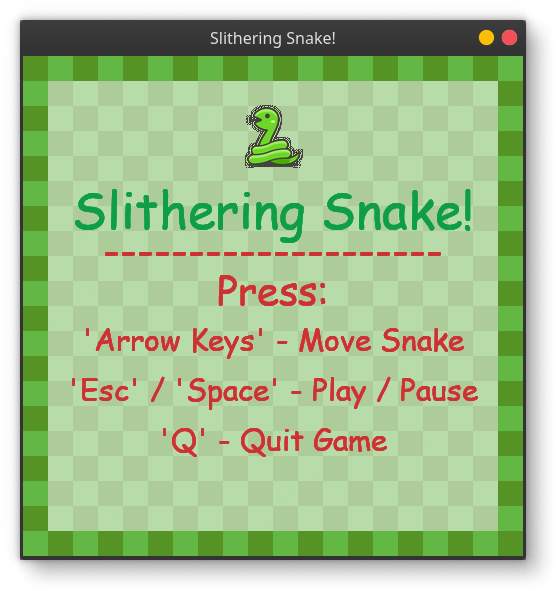 Slithering Snake!
Slithering Snake!
--------------------
Press:
'Arrow Keys' - Move Snake
'Esc' / 'Space' - Play / Pause
'Q' - Quit Game